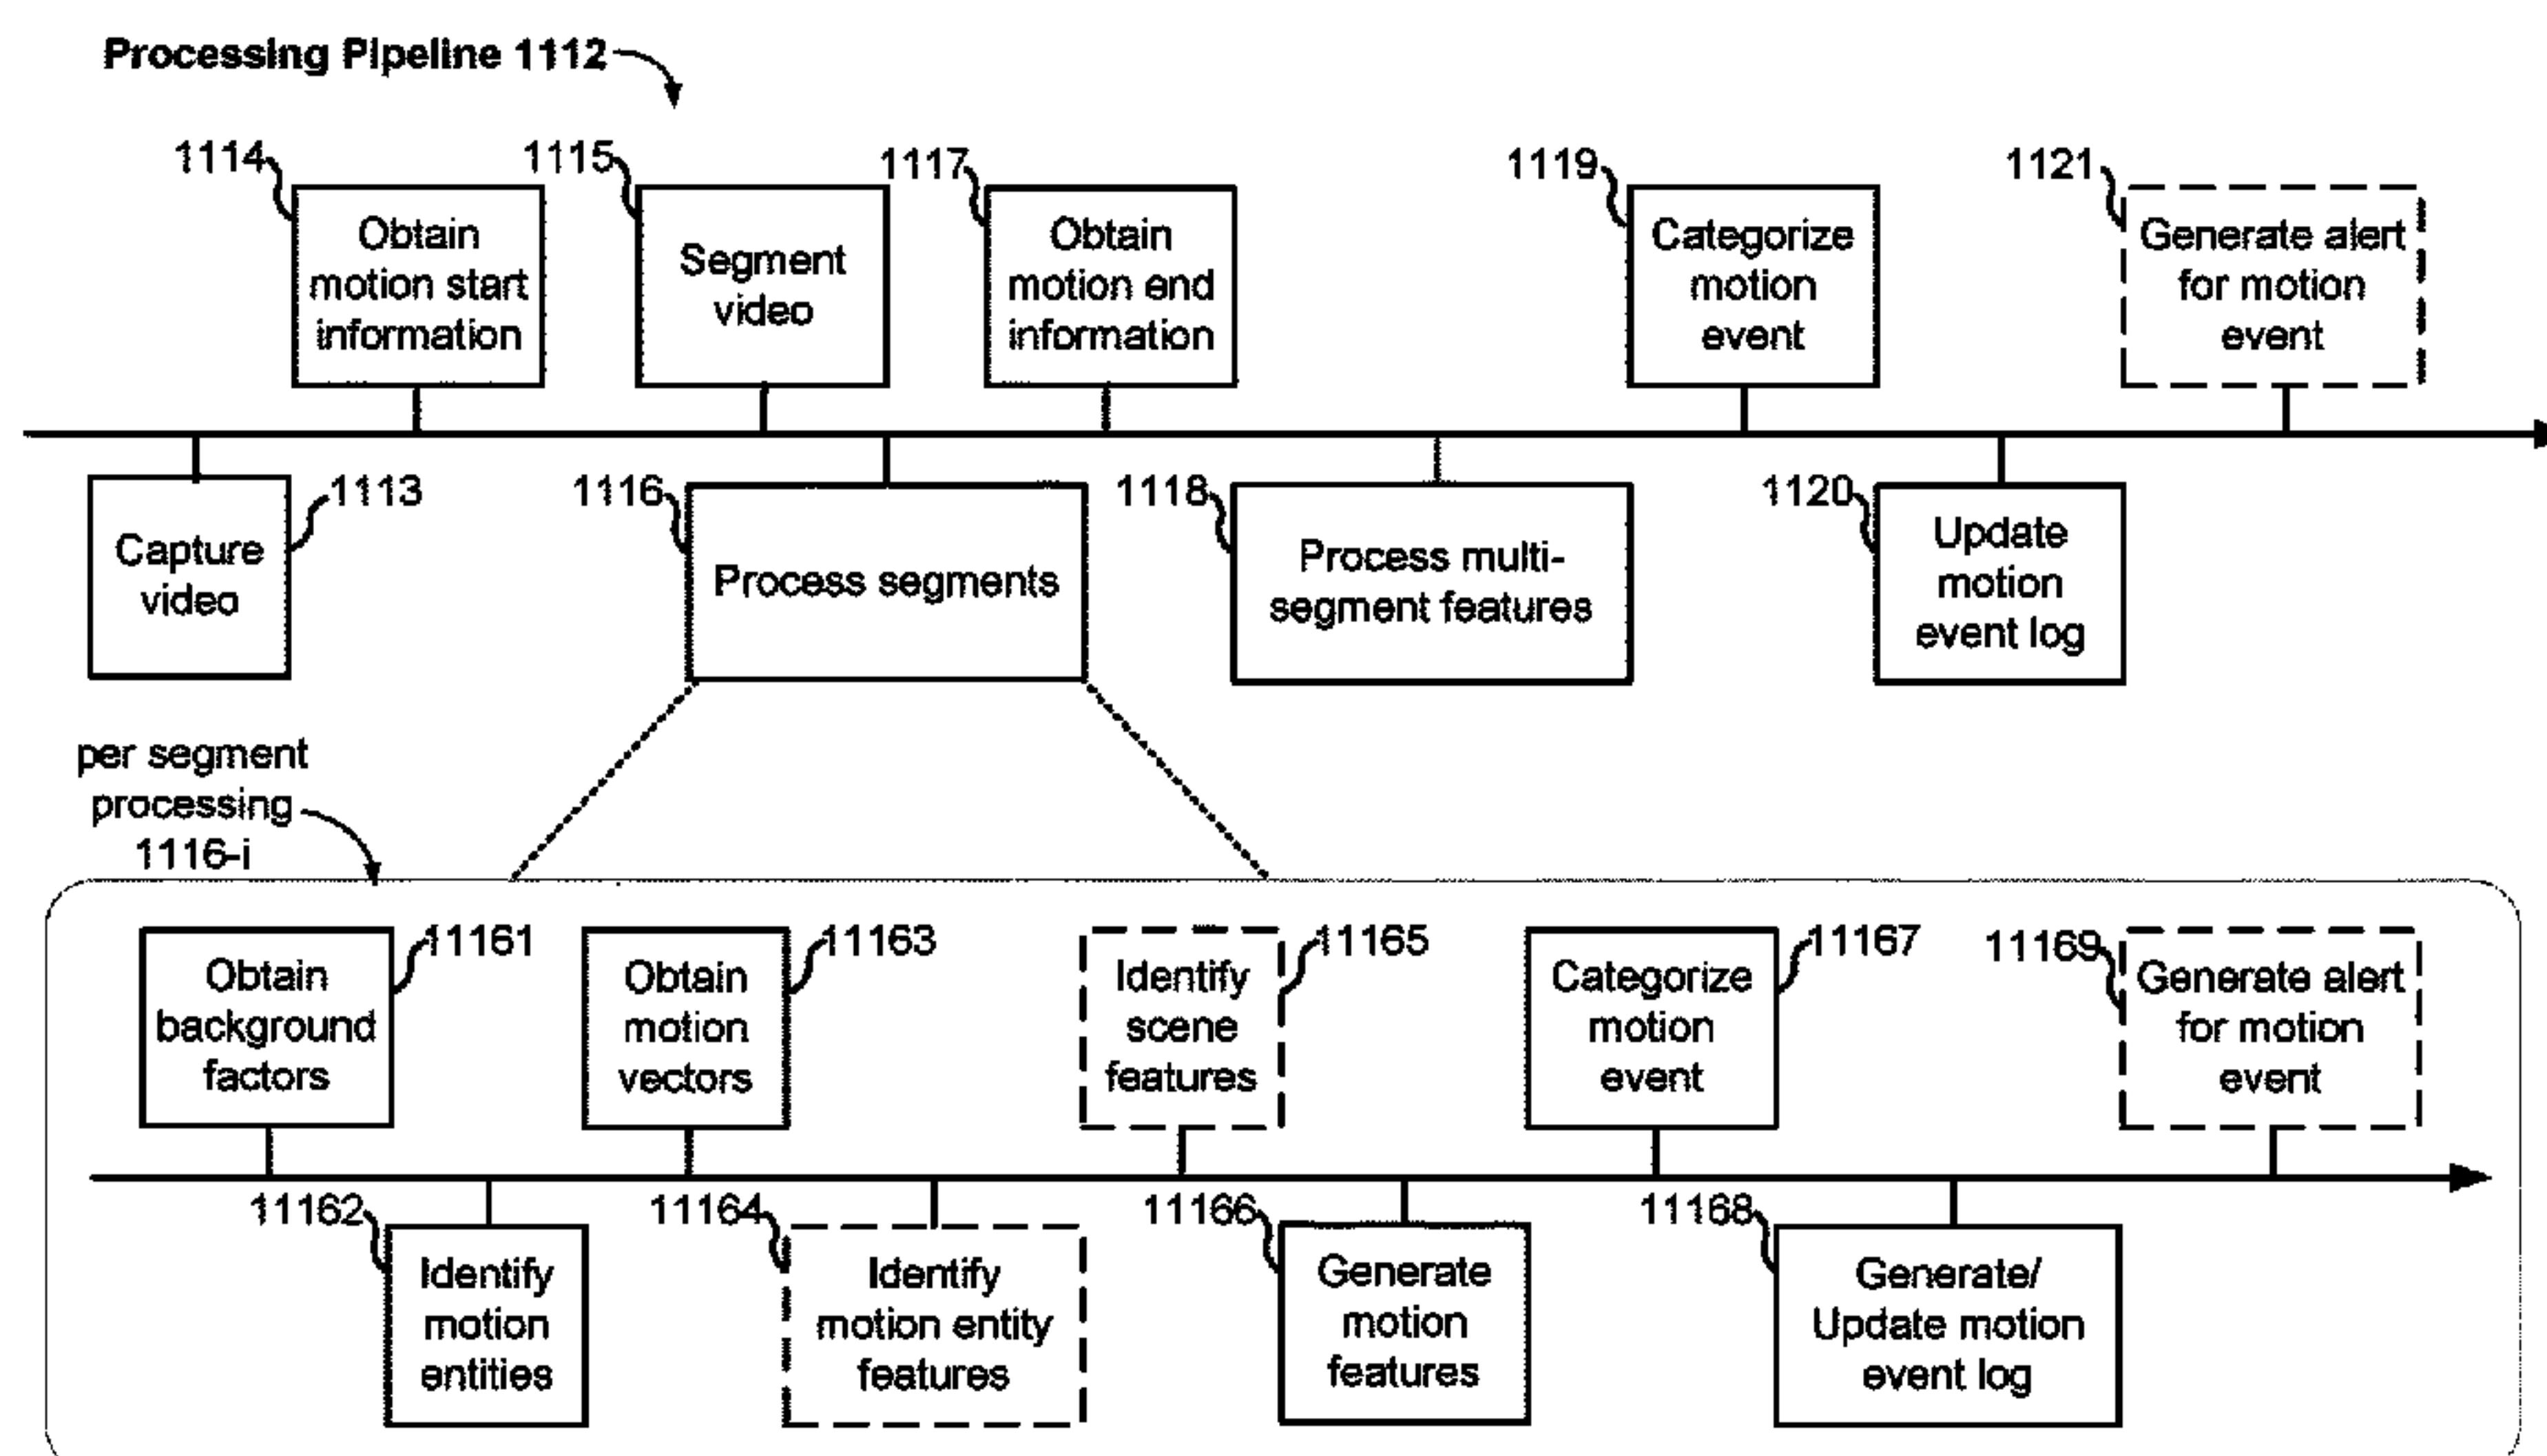 Processing Pipeline 1112
1114
Obtain
motion start
information
1115
Segment
video
1117
Obtain
motion end
information
1119
Categorize
motion
event
1121
Generate alert
for motion
event
Capture
video
1113
1116
Process segments
1118
Process multi-
segment features
1120
Update
motion
event log
per segment
processing
1116-i
Obtain
background
factors
11161
Obtain
motion
vectors
11163
Identify
scene
features
11165
Categorize
motion
event
11167
11169
Generate alert
for motion
event
11162
Identify
motion
entities
11164
Identify
motion entity
features
11166
Generate
motion
features
11168
Generate/
Update motion
event log